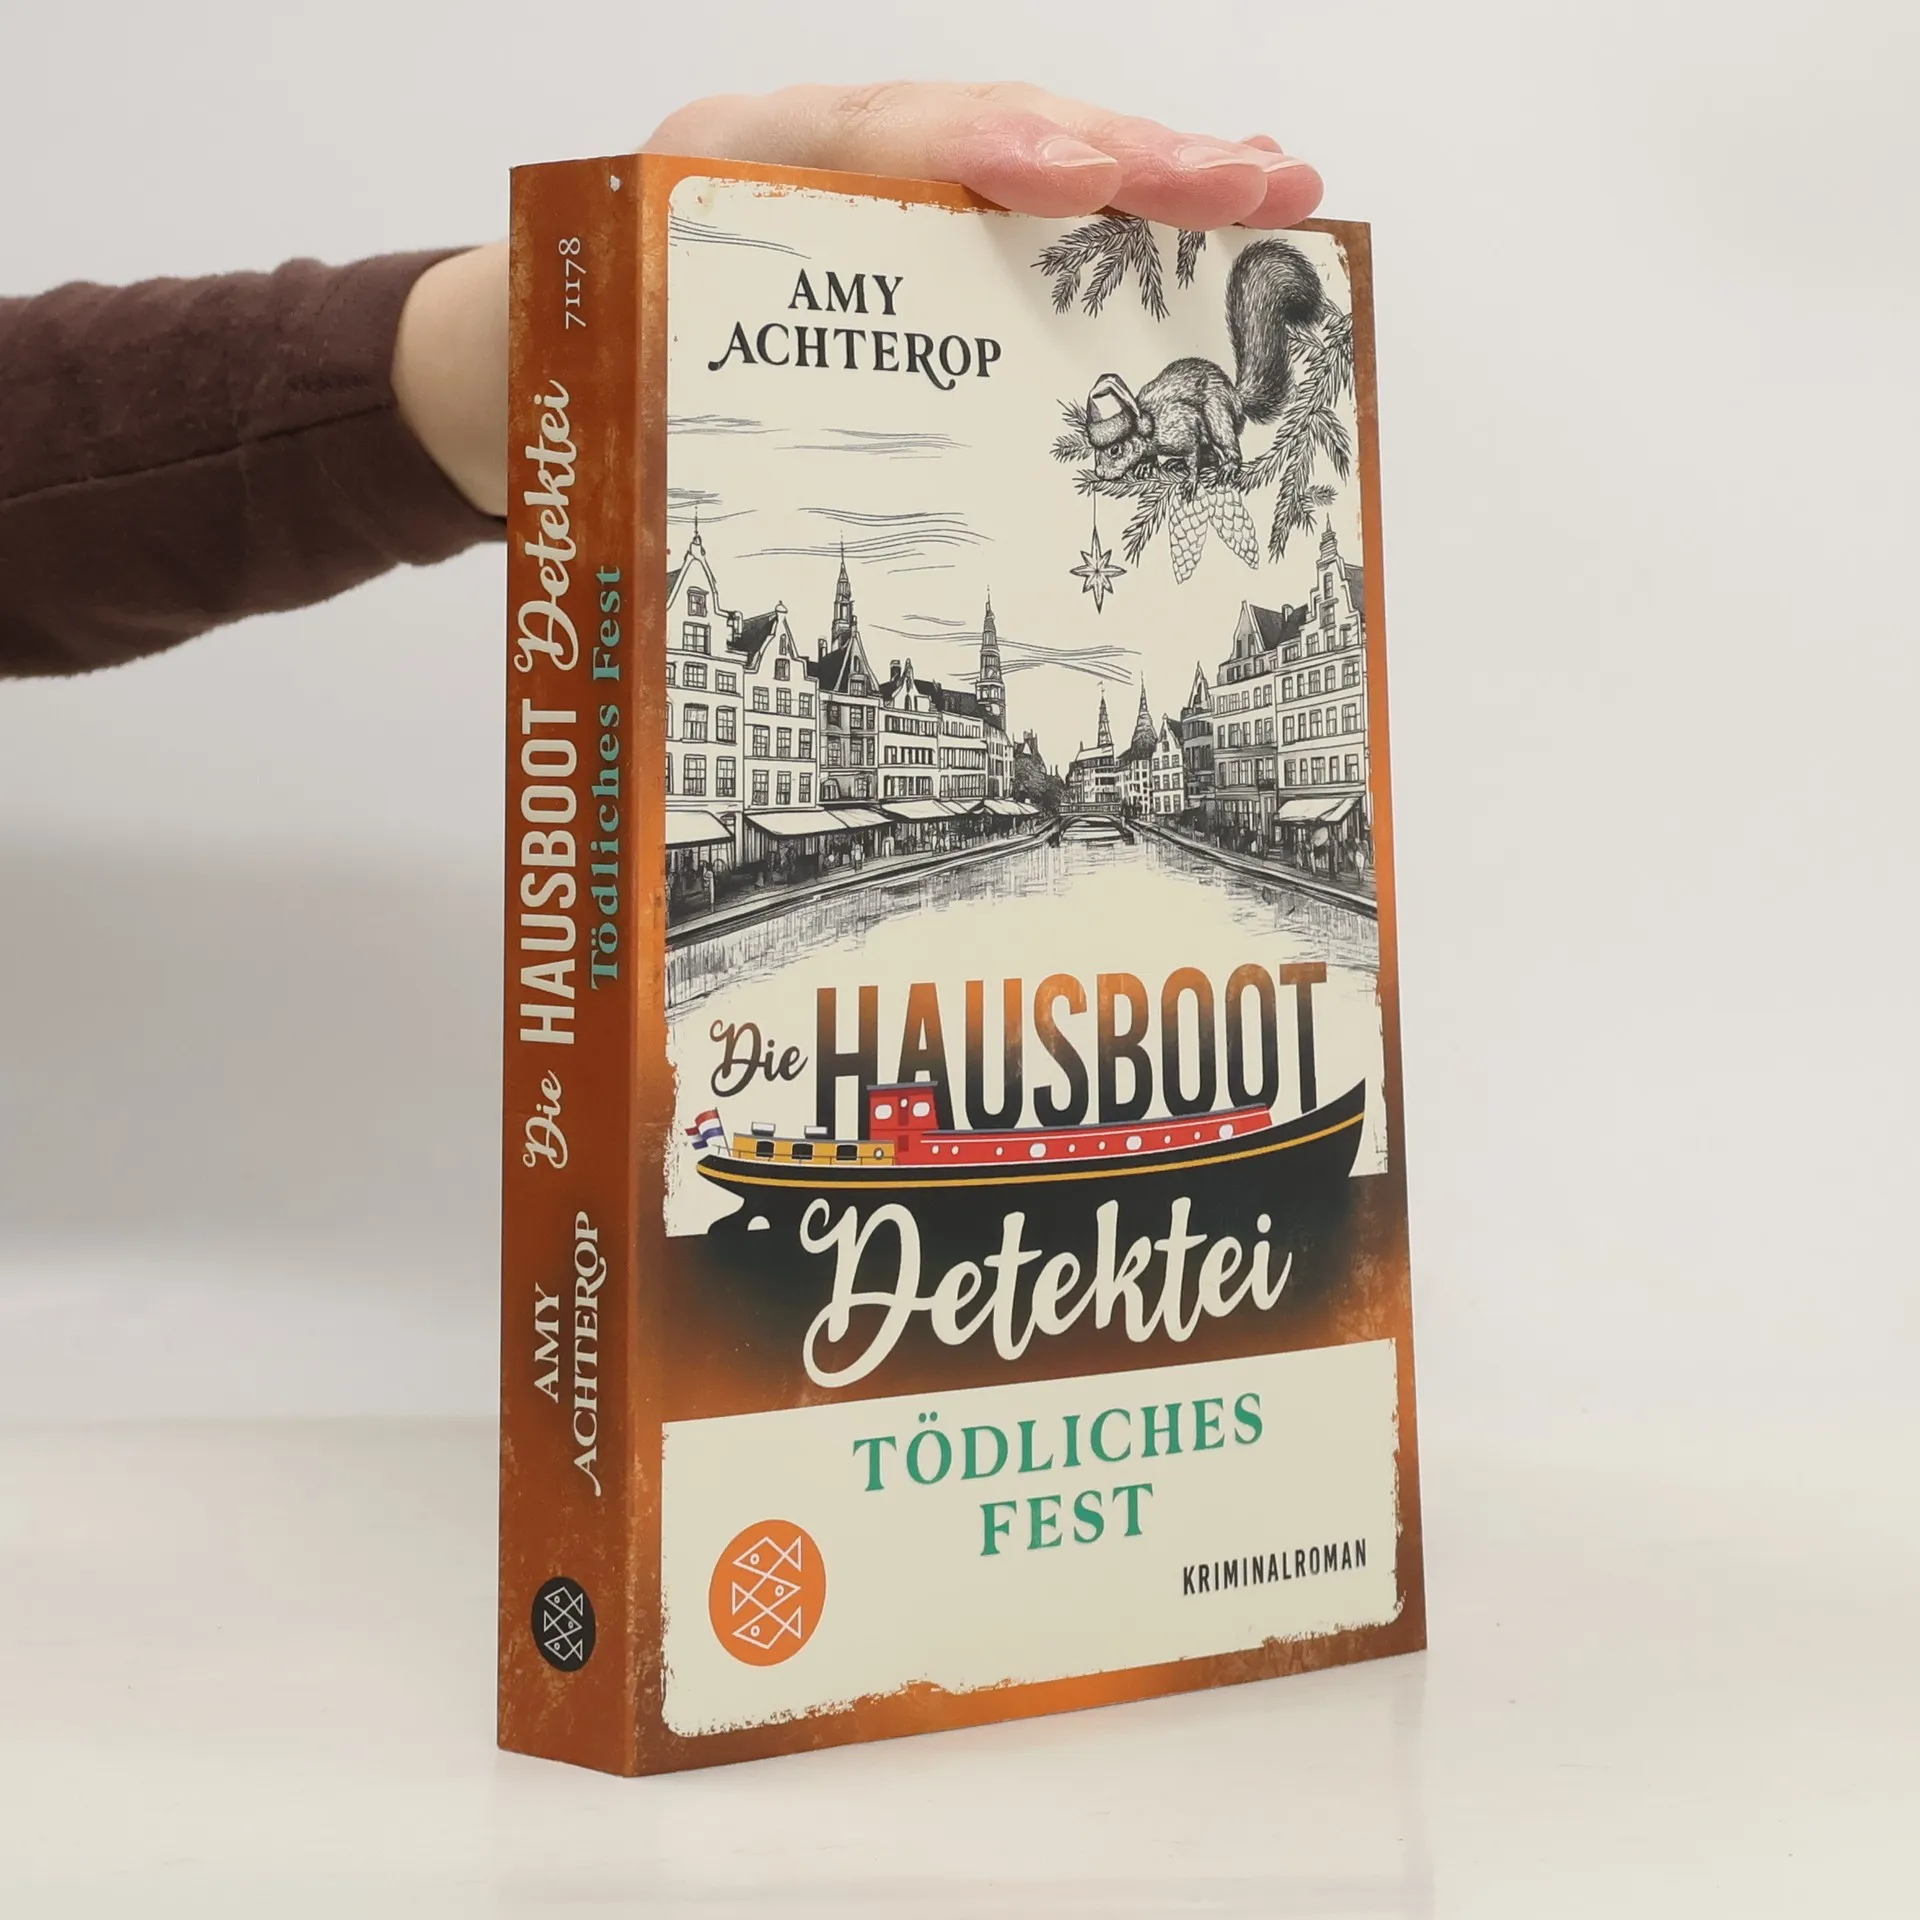 71178
Die HAUSBOOT Detektei
Tödliches Fest
AMY
ACHTEROP
AMY
ACHTEROP
Die HAUSBOOT
Detektei
TÖDLICHES
FEST
KRIMINALROMAN